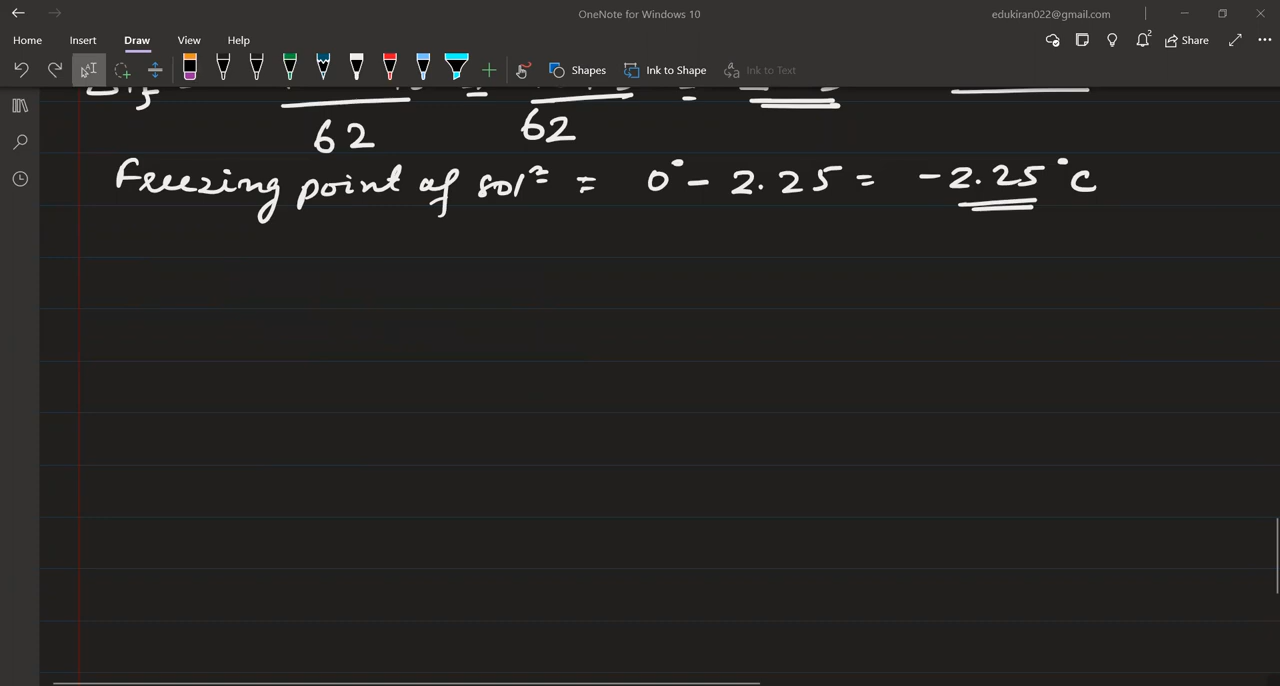 OneNote for Windows 10
edukiran022@gmail.com
Home Insert Draw View Help
Share
Shapes Ink to Shape Ink to Text
62 62
Freezing point of solⁿ = 0° - 2.25 = -2.25°C